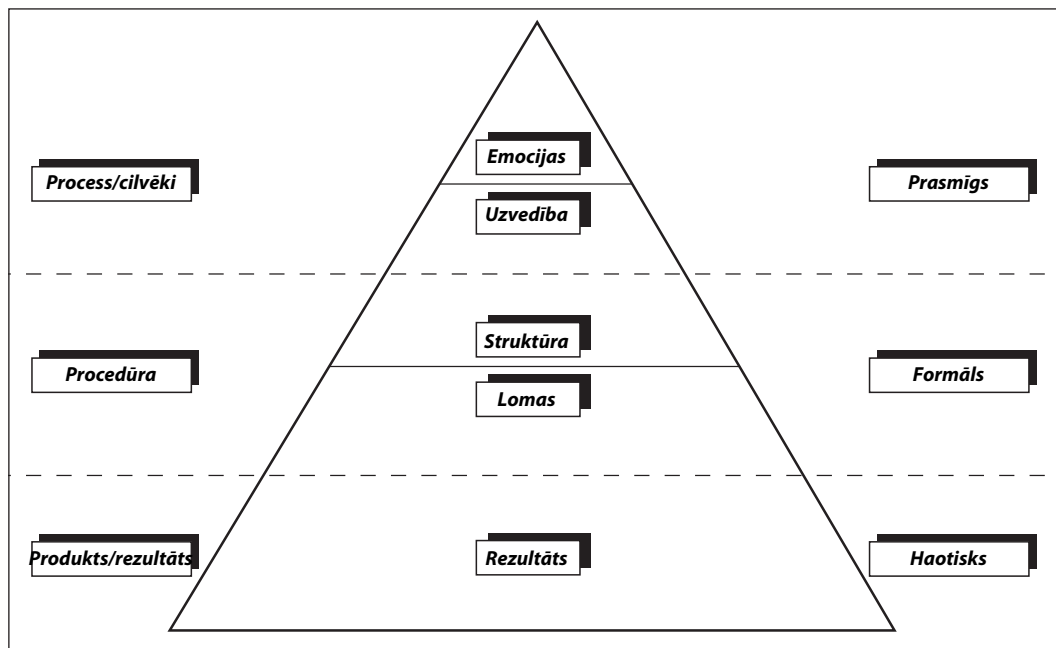 Emocijas
Process/cilvēki
Prasmīgs
Uzvedība
Struktūra
Procedūra
Formāls
Lomas
Produkts/rezultāts
Rezultāts
Haotisks